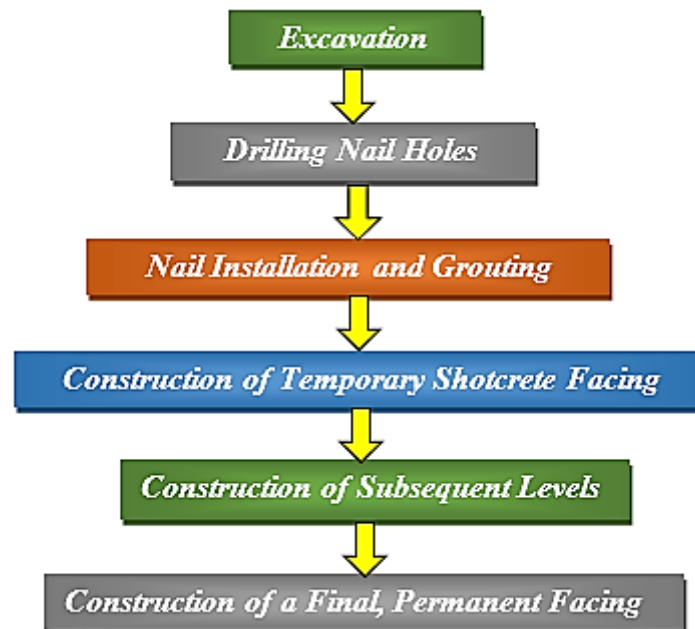 Excavation
Drilling Nail Holes
Nail Installation and Grouting
Construction of Temporary Shotcrete Facing
Construction of Subsequent Levels
Construction of a Final, Permanent Facing